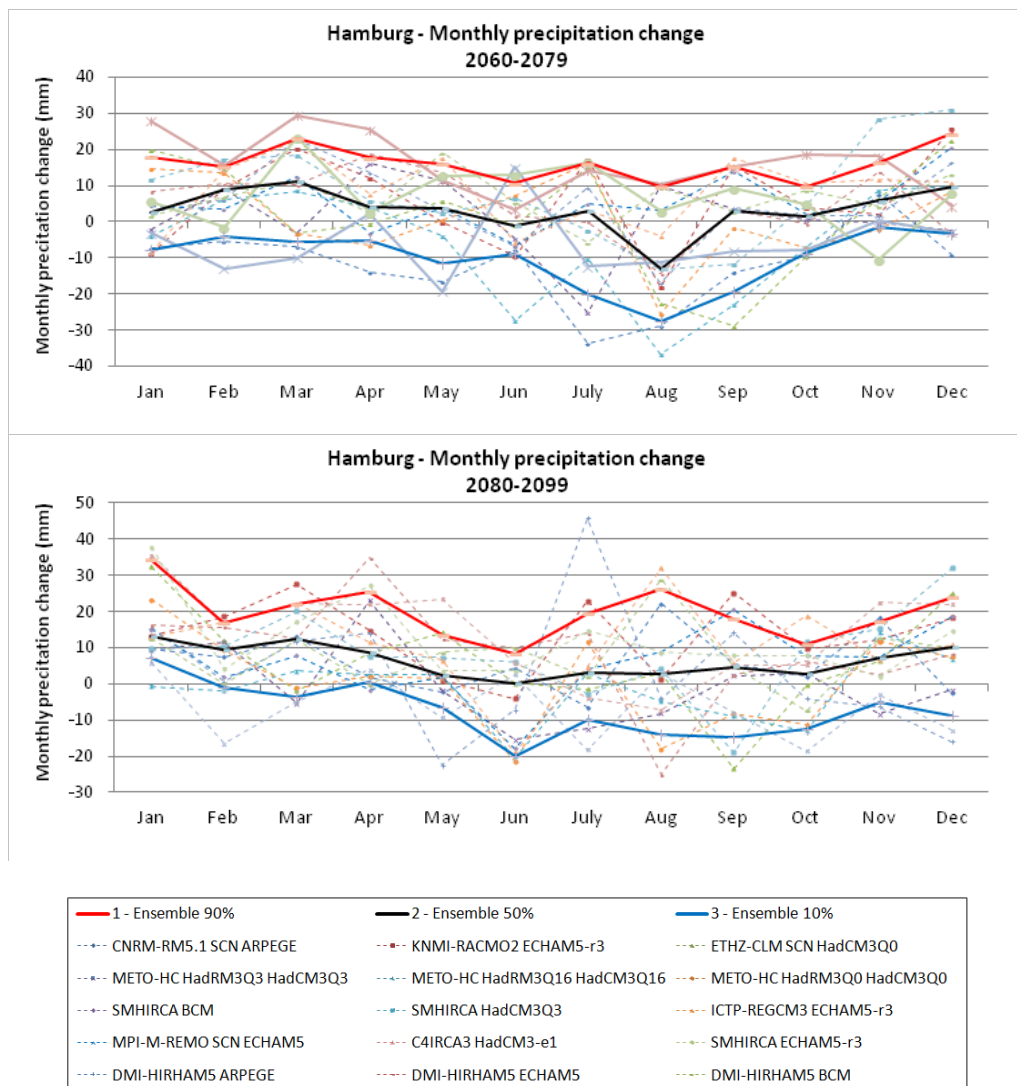 Hamburg - Monthly precipitation change
2060-2079
Monthly precitation change (mm)
40
30
20
10
0
-10
-20
-30
-40
Jan Feb Mar Apr May Jun July Aug Sep Oct Nov Dec
Hamburg - Monthly precipitation change
2080-2099
Monthly precitation change (mm)
50
40
30
20
10
0
-10
-20
-30
Jan Feb Mar Apr May Jun July Aug Sep Oct Nov Dec
1 - Ensemble 90% 2 - Ensemble 50% 3 - Ensemble 10%
CNRM-RM5.1 SCN ARPEGE KNMI-RACMO2 ECHAM5-r3 ETHZ-CLM SCN HadCM3Q0
METO-HC HadRM3Q3 HadCM3Q3 METO-HC HadRM3Q16 HadCM3Q16 METO-HC HadRM3Q0 HadCM3Q0
SMHIRCA BCM SMHIRCA HadCM3Q3 ICTP-REGCM3 ECHAM5-r3
MPI-M-REMO SCN ECHAM5 C4IRCA3 HadCM3-e1 SMHIRCA ECHAM5-r3
DMI-HIRHAM5 ARPEGE DMI-HIRHAM5 ECHAM5 DMI-HIRHAM5 BCM